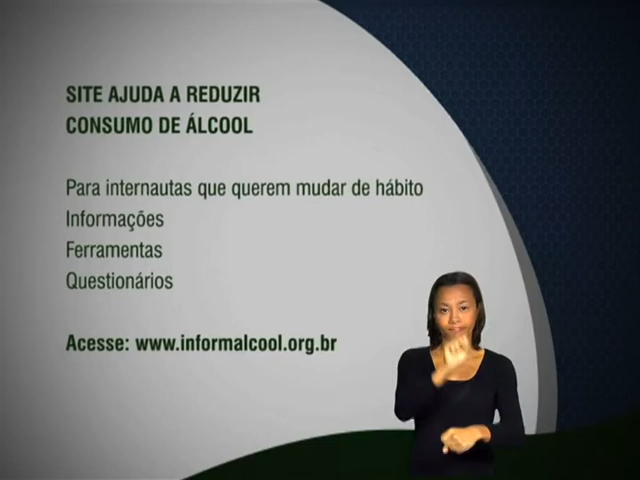 SITE AJUDA A REDUZIR
CONSUMO DE ÁLCOOL
Para internautas que querem mudar de hábito
Informações
Ferramentas
Questionários
Acesse: www.informalcool.org.br